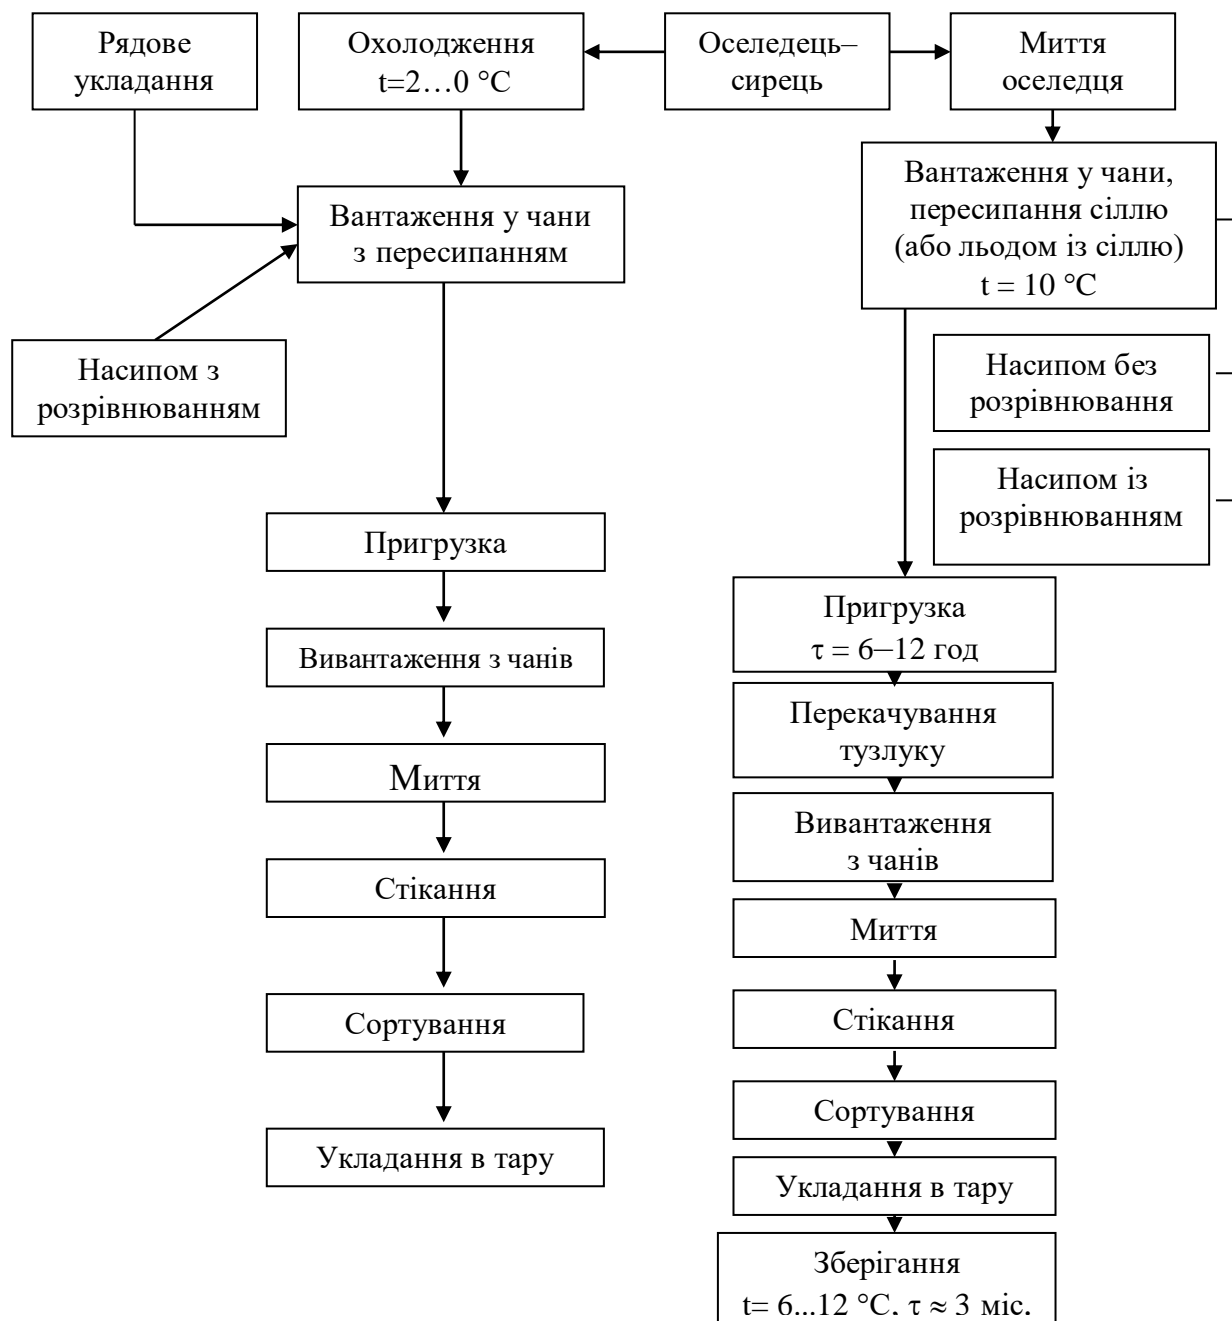 Рядове
укладання
Охолодження
t=2…0 °C
Оселедець–
сирець
Миття
оселедця
Вантаження у чани
з пересипанням
Вантаження у чани,
пересипання сіллю
(або льодом із сіллю)
t = 10 °C
Насипом з
розрівнюванням
Насипом без
розрівнювання
Насипом із
розрівнюванням
Пригрузка
Вивантаження з чанів
Миття
Стікання
Сортування
Укладання в тару
Пригрузка
τ = 6–12 год
Перекачування
тузлуку
Вивантаження
з чанів
Миття
Стікання
Сортування
Укладання в тару
Зберігання
t= 6...12 °C, τ ≈ 3 міс.